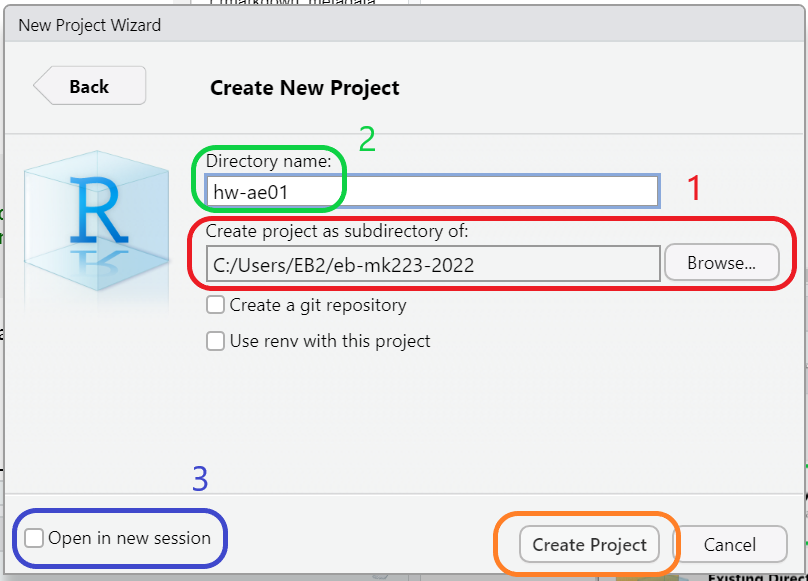 New Project Wizard
Back
Create New Project
2
Directory name:
hw-ae01
1
Create project as subdirectory of:
C:/Users/EB2/eb-mk223-2022
Browse...
Create a git repository
Use renv with this project
R
3
Open in new session
Create Project
Cancel
Existing Direc